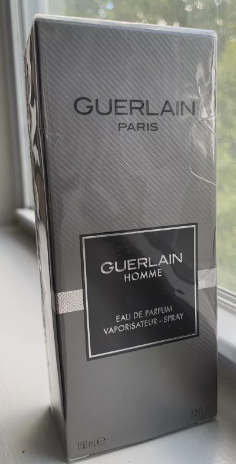 GUERLAIN
PARIS
GUERLAIN
HOMME
EAU DE PARFUM
VAPORISATEUR - SPRAY
100 ml ℮